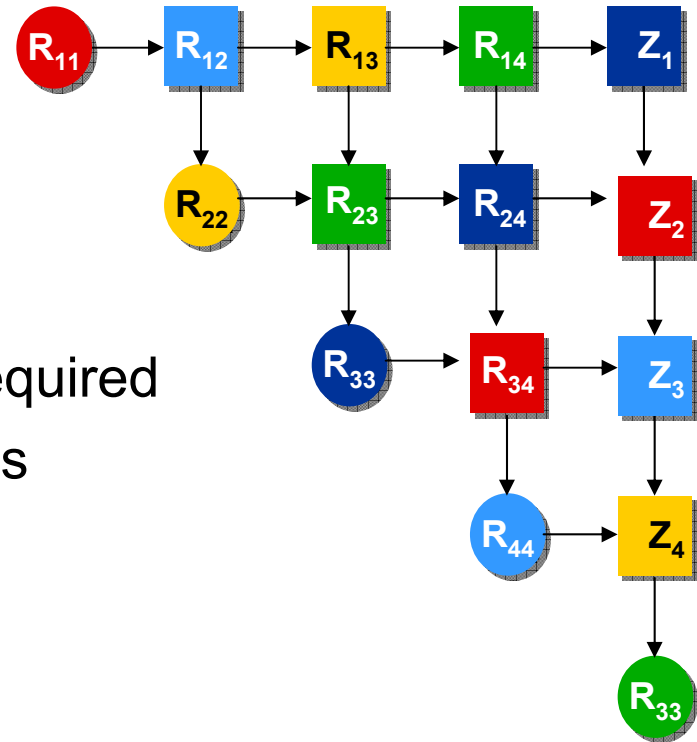 R11 R12 R13 R14 Z1
R22 R23 R24 Z2
R33 R34 Z3
equired
s
R44 Z4
R33